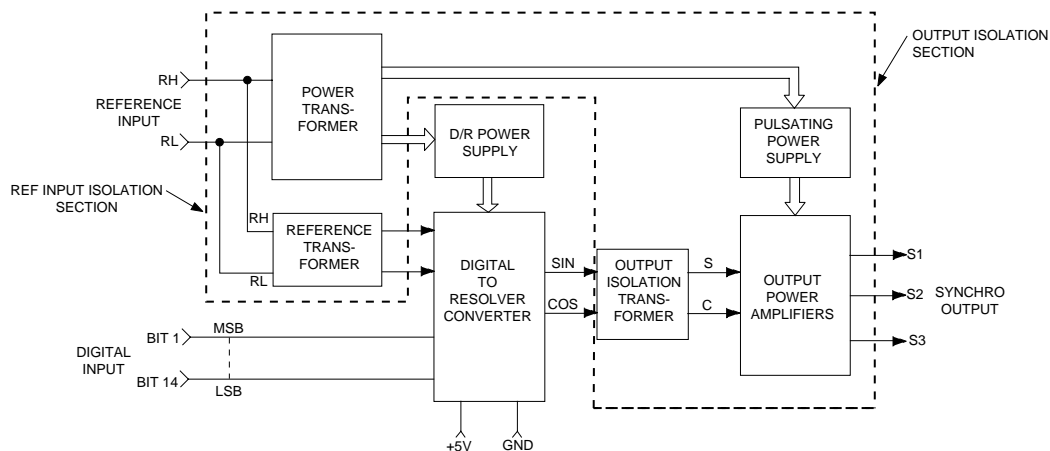 OUTPUT ISOLATION
SECTION
RH
REFERENCE
INPUT
RL
POWER
TRANS-
FORMER
D/R POWER
SUPPLY
PULSATING
POWER
SUPPLY
REF INPUT ISOLATION
SECTION
RH
RL
REFERENCE
TRANS-
FORMER
DIGITAL
TO
RESOLVER
CONVERTER
SIN
COS
OUTPUT
ISOLATION
TRANS-
FORMER
S
C
OUTPUT
POWER
AMPLIFIERS
S1
S2
S3
SYNCHRO
OUTPUT
DIGITAL
INPUT
BIT 1
MSB
BIT 14
LSB
+5V
GND